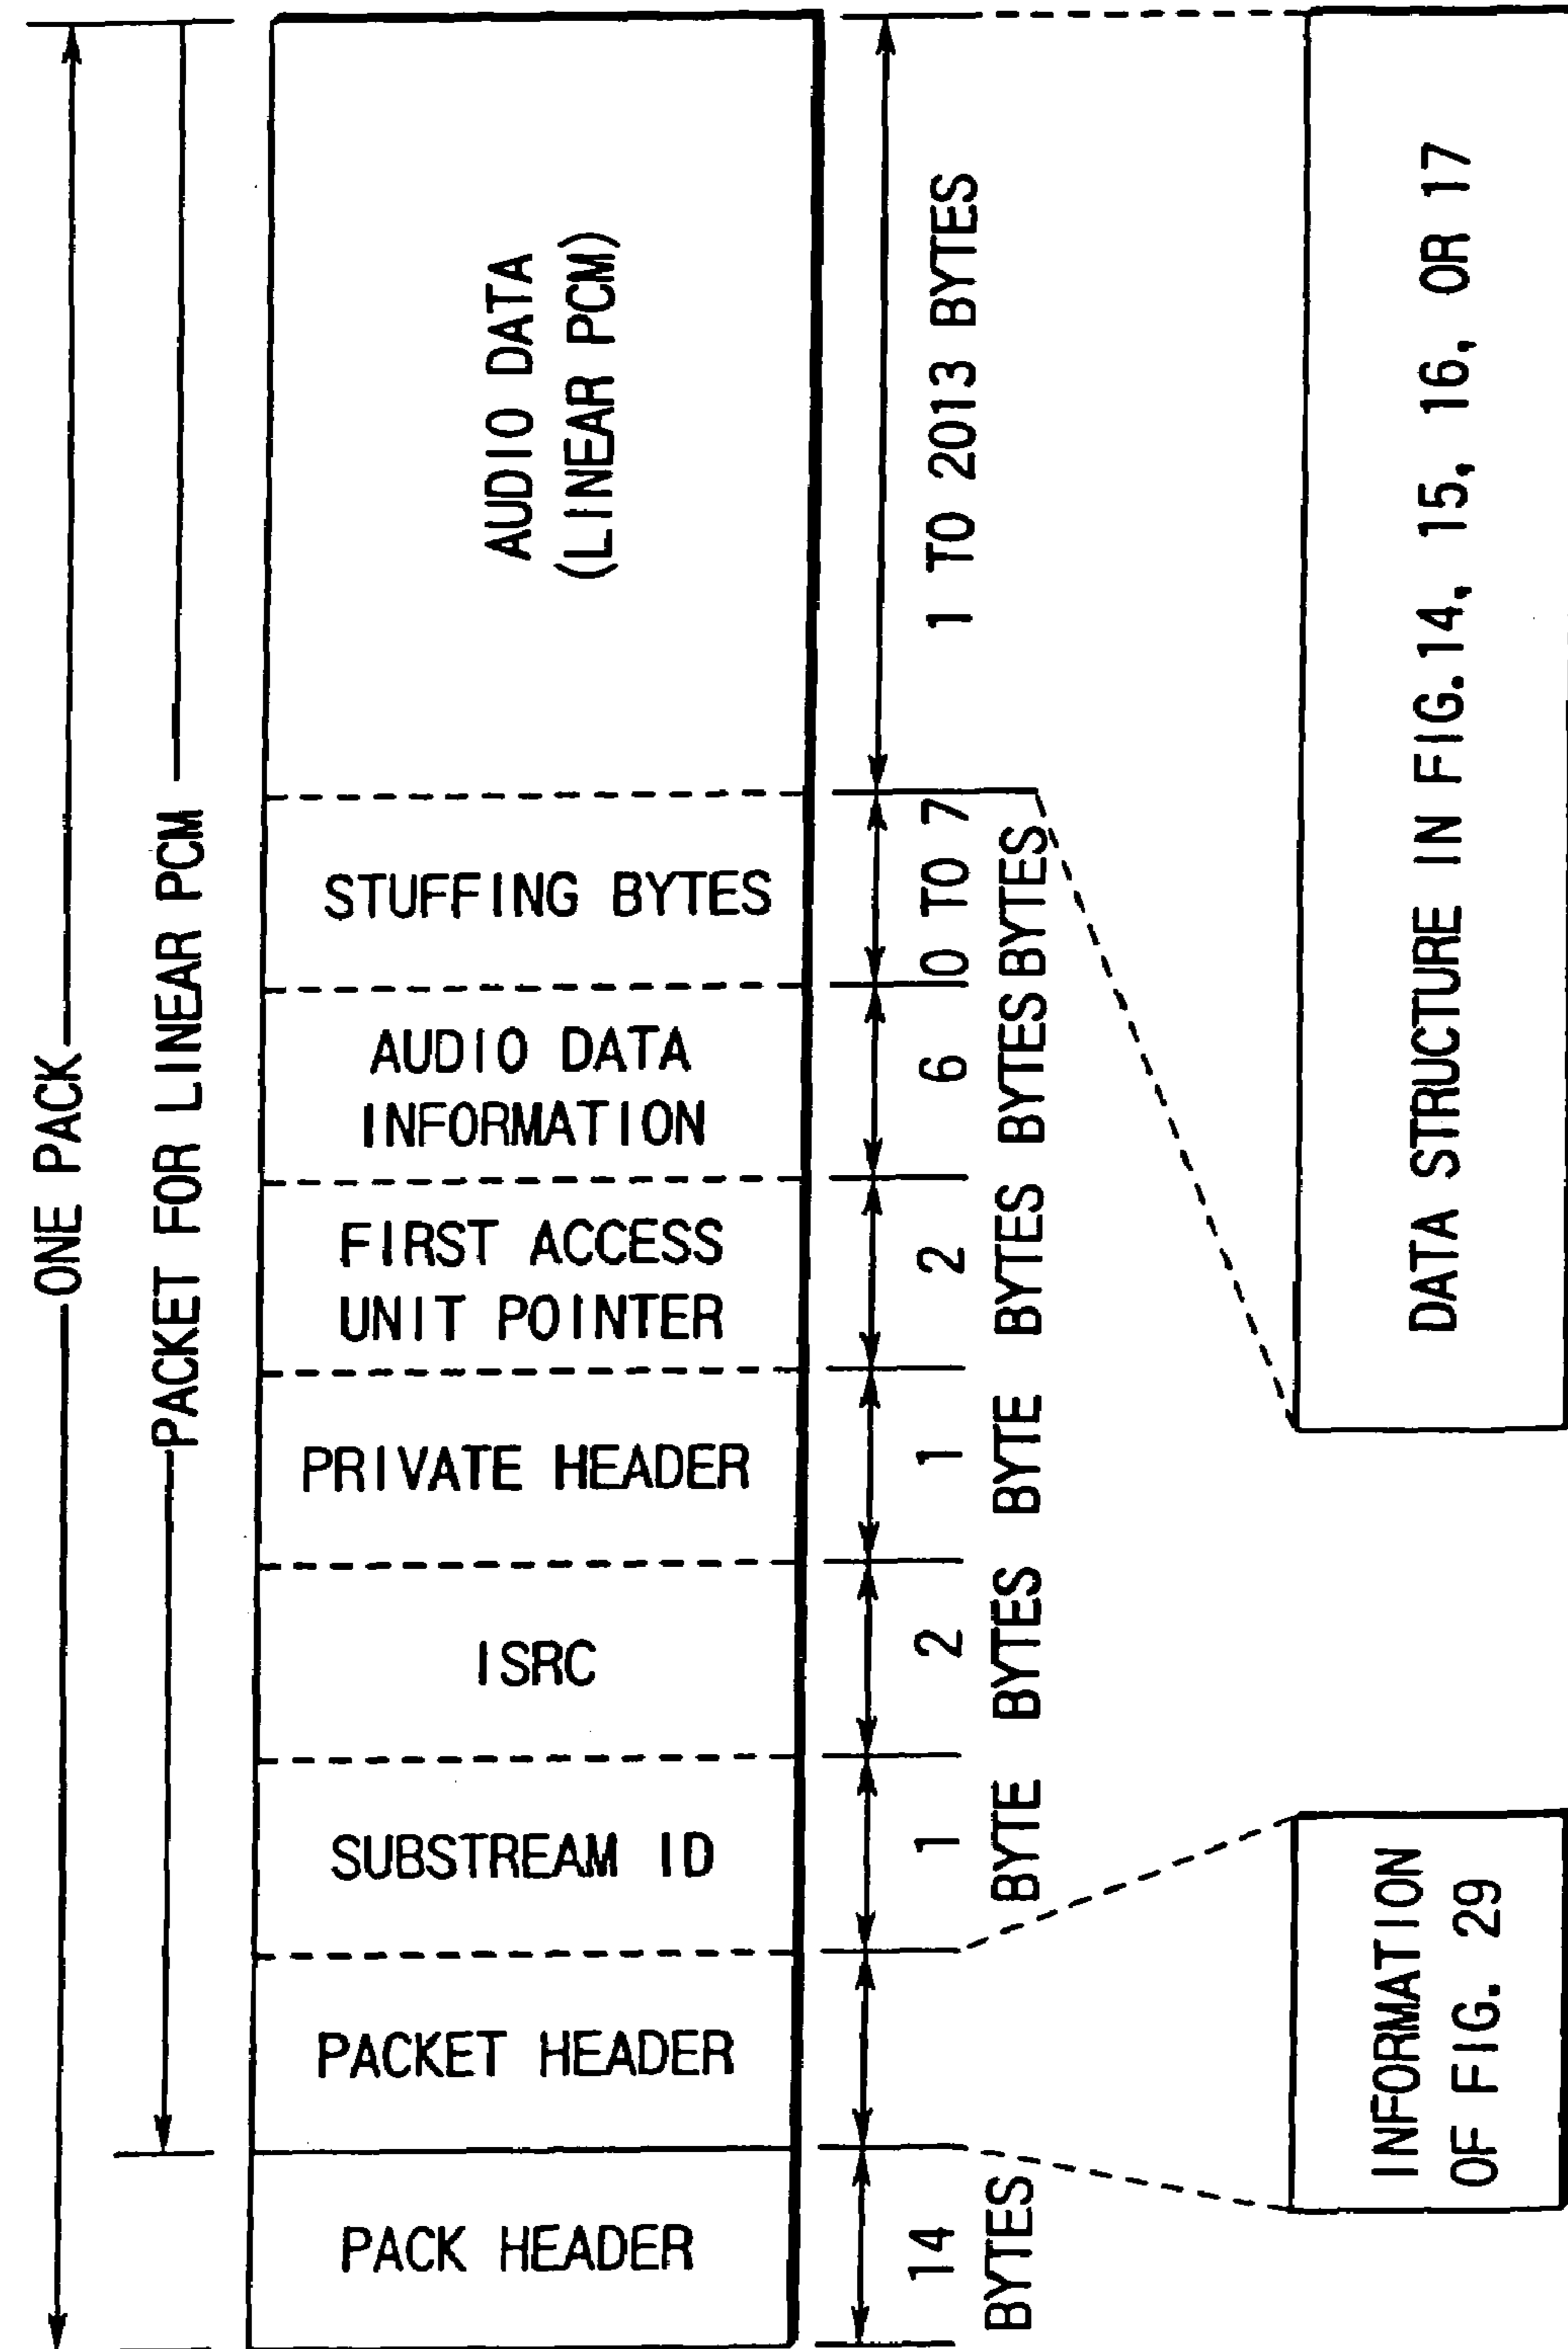 ONE PACK
PACKET FOR LINEAR PCM
AUDIO DATA
(LINEAR PCM)
STUFFING BYTES
AUDIO DATA
INFORMATION
FIRST ACCESS
UNIT POINTER
PRIVATE HEADER
ISRC
SUBSTREAM ID
PACKET HEADER
PACK HEADER
1 TO 2013 BYTES
0 TO 7
BYTES
6
BYTES
2
BYTES
1
BYTE
2
BYTES
1
BYTE
14
BYTES
DATA STRUCTURE IN FIG.14, 15, 16, OR 17
INFORMATION
OF FIG. 29